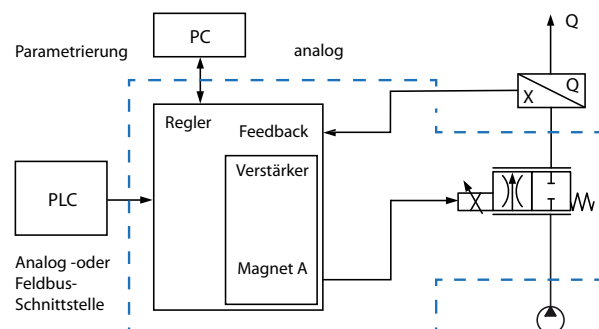 PC
Parametrierung
analog
Q
Q
X
Regler
Feedback
Verstärker
PLC
Magnet A
Analog -oder
Feldbus-
Schnittstelle